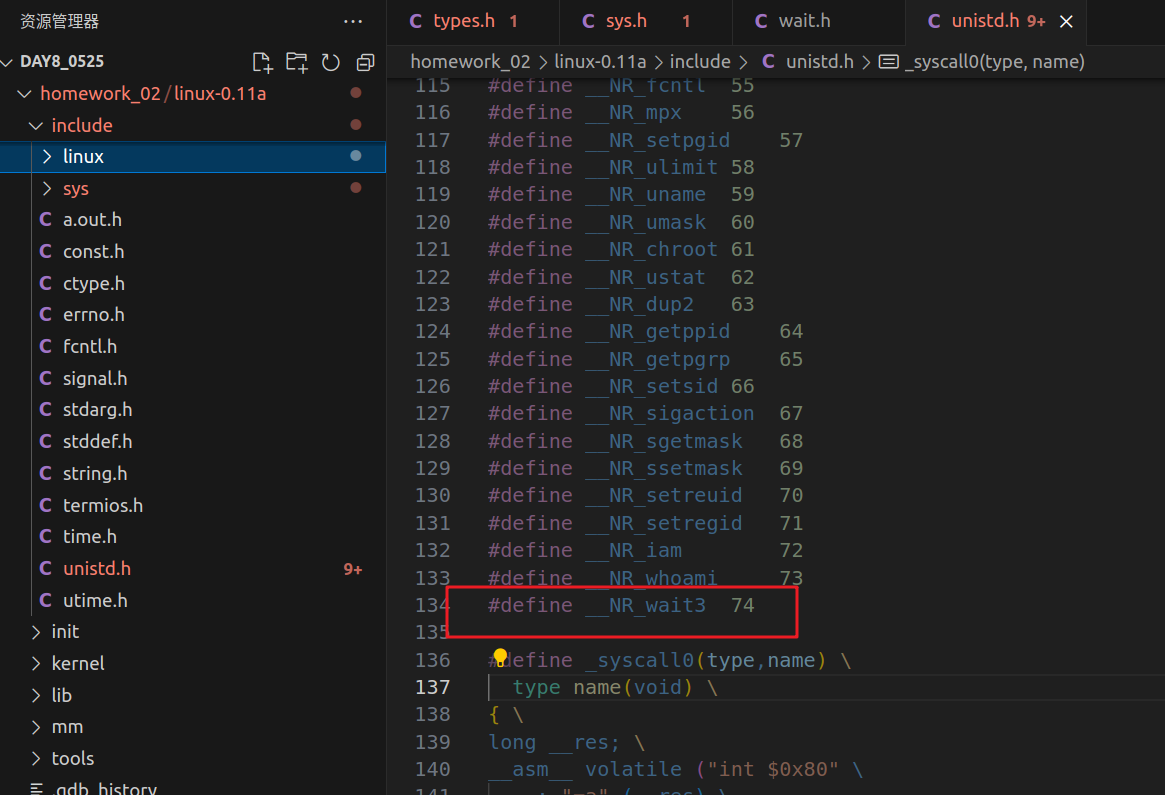 资源管理器 ...
DAY8_0525
homework_02/linux-0.11a
include
linux
sys
C a.out.h
C const.h
C ctype.h
C errno.h
C fcntl.h
C signal.h
C stdarg.h
C stddef.h
C string.h
C termios.h
C time.h
C unistd.h 9+
C utime.h
init
kernel
lib
mm
tools
.gdb_history
C types.h 1 C sys.h 1 C wait.h C unistd.h 9+ ×
homework_02 > linux-0.11a > include > C unistd.h > _syscall0(type, name)
115 #define __NR_fcntl 55
116 #define __NR_mpx 56
117 #define __NR_setpgid 57
118 #define __NR_ulimit 58
119 #define __NR_uname 59
120 #define __NR_umask 60
121 #define __NR_chroot 61
122 #define __NR_ustat 62
123 #define __NR_dup2 63
124 #define __NR_getppid 64
125 #define __NR_getpgrp 65
126 #define __NR_setsid 66
127 #define __NR_sigaction 67
128 #define __NR_sgetmask 68
129 #define __NR_ssetmask 69
130 #define __NR_setreuid 70
131 #define __NR_setregid 71
132 #define __NR_iam 72
133 #define __NR_whoami 73
134 #define __NR_wait3 74
135
136 #define _syscall0(type,name) \
137 type name(void) \
138 { \
139 long __res; \
140 __asm__ volatile ("int $0x80" \
141 : "=a" (__res) \